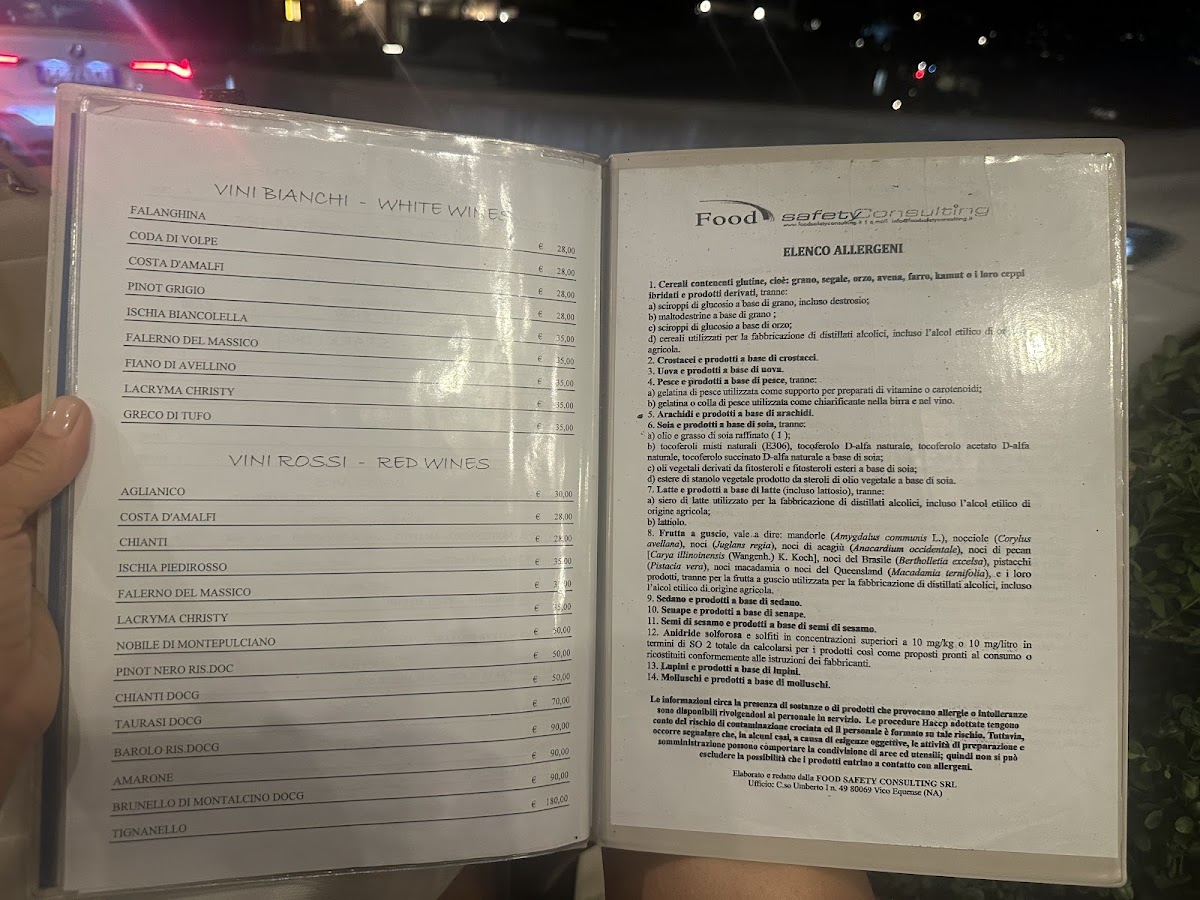 VINI BIANCHI - WHITE WINES
FALANGHINA € 28,00
CODA DI VOLPE € 28,00
COSTA D'AMALFI € 28,00
PINOT GRIGIO € 28,00
ISCHIA BIANCOLELLA € 35,00
FALERNO DEL MASSICO € 35,00
FIANO DI AVELLINO € 35,00
LACRYMA CHRISTY € 35,00
GRECO DI TUFO € 35,00
VINI ROSSI - RED WINES
AGLIANICO € 30,00
COSTA D'AMALFI € 28,00
CHIANTI € 28,00
ISCHIA PIEDIROSSO € 35,00
FALERNO DEL MASSICO €
LACRYMA CHRISTY € 35,00
NOBILE DI MONTEPULCIANO € 50,00
PINOT NERO RIS.DOC € 50,00
CHIANTI DOCG € 50,00
TAURASI DOCG € 70,00
BAROLO RIS.DOCG € 90,00
AMARONE € 90,00
BRUNELLO DI MONTALCINO DOCG € 90,00
TIGNANELLO € 180,00
Food safetyConsulting
www.foodsafetyconsulting.it
ELENCO ALLERGENI
1. Cereali contenenti glutine, cioè: grano, segale, orzo, avena, farro, kamut o i loro ceppi
ibridati e prodotti derivati, tranne:
a) sciroppi di glucosio a base di grano, incluso destrosio;
b) maltodestrine a base di grano ;
c) sciroppi di glucosio a base di orzo;
d) cereali utilizzati per la fabbricazione di distillati alcolici, incluso l'alcol etilico di
agricola.
2. Crostacei e prodotti a base di crostacei.
3. Uova e prodotti a base di uova.
4. Pesce e prodotti a base di pesce, tranne:
a) gelatina di pesce utilizzata come supporto per preparati di vitamine o carotenoidi;
b) gelatina o colla di pesce utilizzata come chiarificante nella birra e nel vino.
5. Arachidi e prodotti a base di arachidi.
6. Soia e prodotti a base di soia, tranne:
a) olio e grasso di soia raffinato ( 1 );
b) tocoferoli misti naturali (E306), tocoferolo D-alfa naturale, tocoferolo acetato D-alfa
naturale, tocoferolo succinato D-alfa naturale a base di soia;
c) oli vegetali derivati da fitosteroli e fitosteroli esteri a base di soia;
d) estere di stanolo vegetale prodotto da steroli di olio vegetale a base di soia.
7. Latte e prodotti a base di latte (incluso lattosio), tranne:
a) siero di latte utilizzato per la fabbricazione di distillati alcolici, incluso l'alcol etilico di
origine agricola;
b) lattiolo.
8. Frutta a guscio, vale a dire: mandorle (Amygdalus communis L.), nocciole (Corylus
avellana), noci (Juglans regia), noci di acagiù (Anacardium occidentale), noci di pecan
[Carya illinoinensis (Wangenh.) K. Koch], noci del Brasile (Bertholletia excelsa), pistacchi
(Pistacia vera), noci macadamia o noci del Queensland (Macadamia ternifolia), e i loro
prodotti, tranne per la frutta a guscio utilizzata per la fabbricazione di distillati alcolici, incluso
l'alcol etilico di origine agricola.
9. Sedano e prodotti a base di sedano.
10. Senape e prodotti a base di senape.
11. Semi di sesamo e prodotti a base di semi di sesamo.
12. Anidride solforosa e solfiti in concentrazioni superiori a 10 mg/kg o 10 mg/litro in
termini di SO 2 totale da calcolarsi per i prodotti così come proposti pronti al consumo o
ricostituiti conformemente alle istruzioni dei fabbricanti.
13. Lupini e prodotti a base di lupini.
14. Molluschi e prodotti a base di molluschi.
Le informazioni circa la presenza di sostanze o di prodotti che provocano allergie o intolleranze
sono disponibili rivolgendosi al personale in servizio. Le procedure Haccp adottate tengono
conto del rischio di contaminazione crociata ed il personale è formato su tale rischio. Tuttavia,
occorre segnalare che, in alcuni casi, a causa di esigenze oggettive, le attività di preparazione e
somministrazione possono comportare la condivisione di aree ed utensili; quindi non si può
escludere la possibilità che i prodotti entrino a contatto con allergeni.
Elaborato e redatto dalla FOOD SAFETY CONSULTING SRL
Ufficio: C.so Umberto I n. 49 80069 Vico Equense (NA)